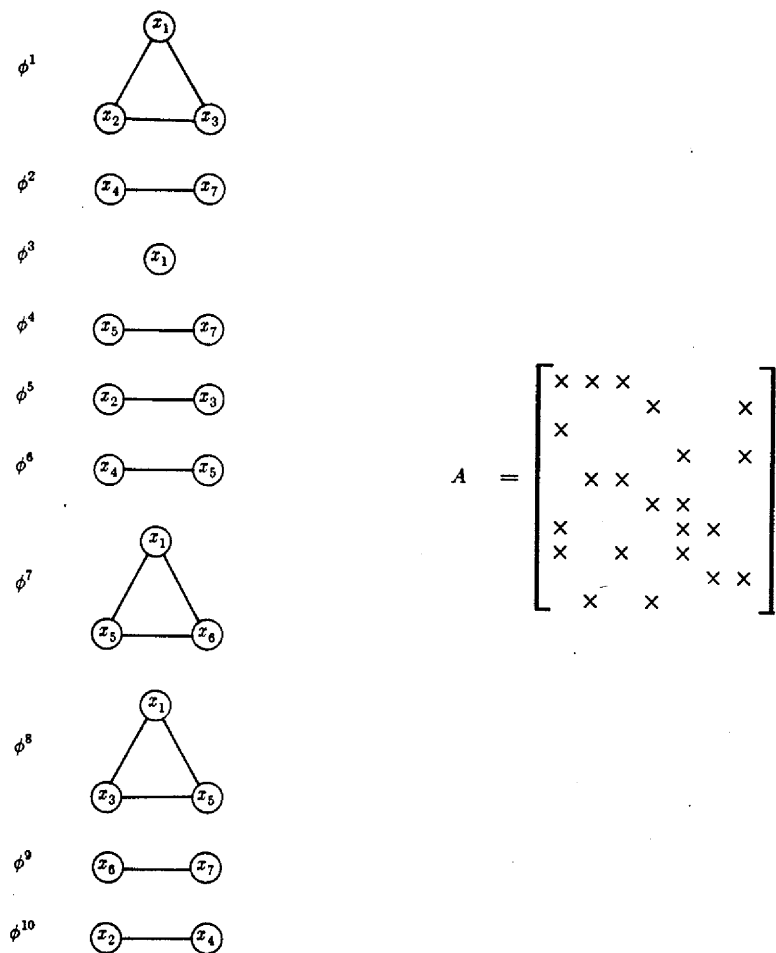 ϕ¹ x₁
x₂ x₃
ϕ² x₄ x₇
ϕ³ x₁
ϕ⁴ x₅ x₇
ϕ⁵ x₂ x₃
ϕ⁶ x₄ x₅
ϕ⁷ x₁
x₅ x₆
ϕ⁸ x₁
x₃ x₅
ϕ⁹ x₆ x₇
ϕ¹⁰ x₂ x₄
A =
× × ×
× ×
×
× ×
× ×
× ×
× × ×
× × ×
× ×
× ×